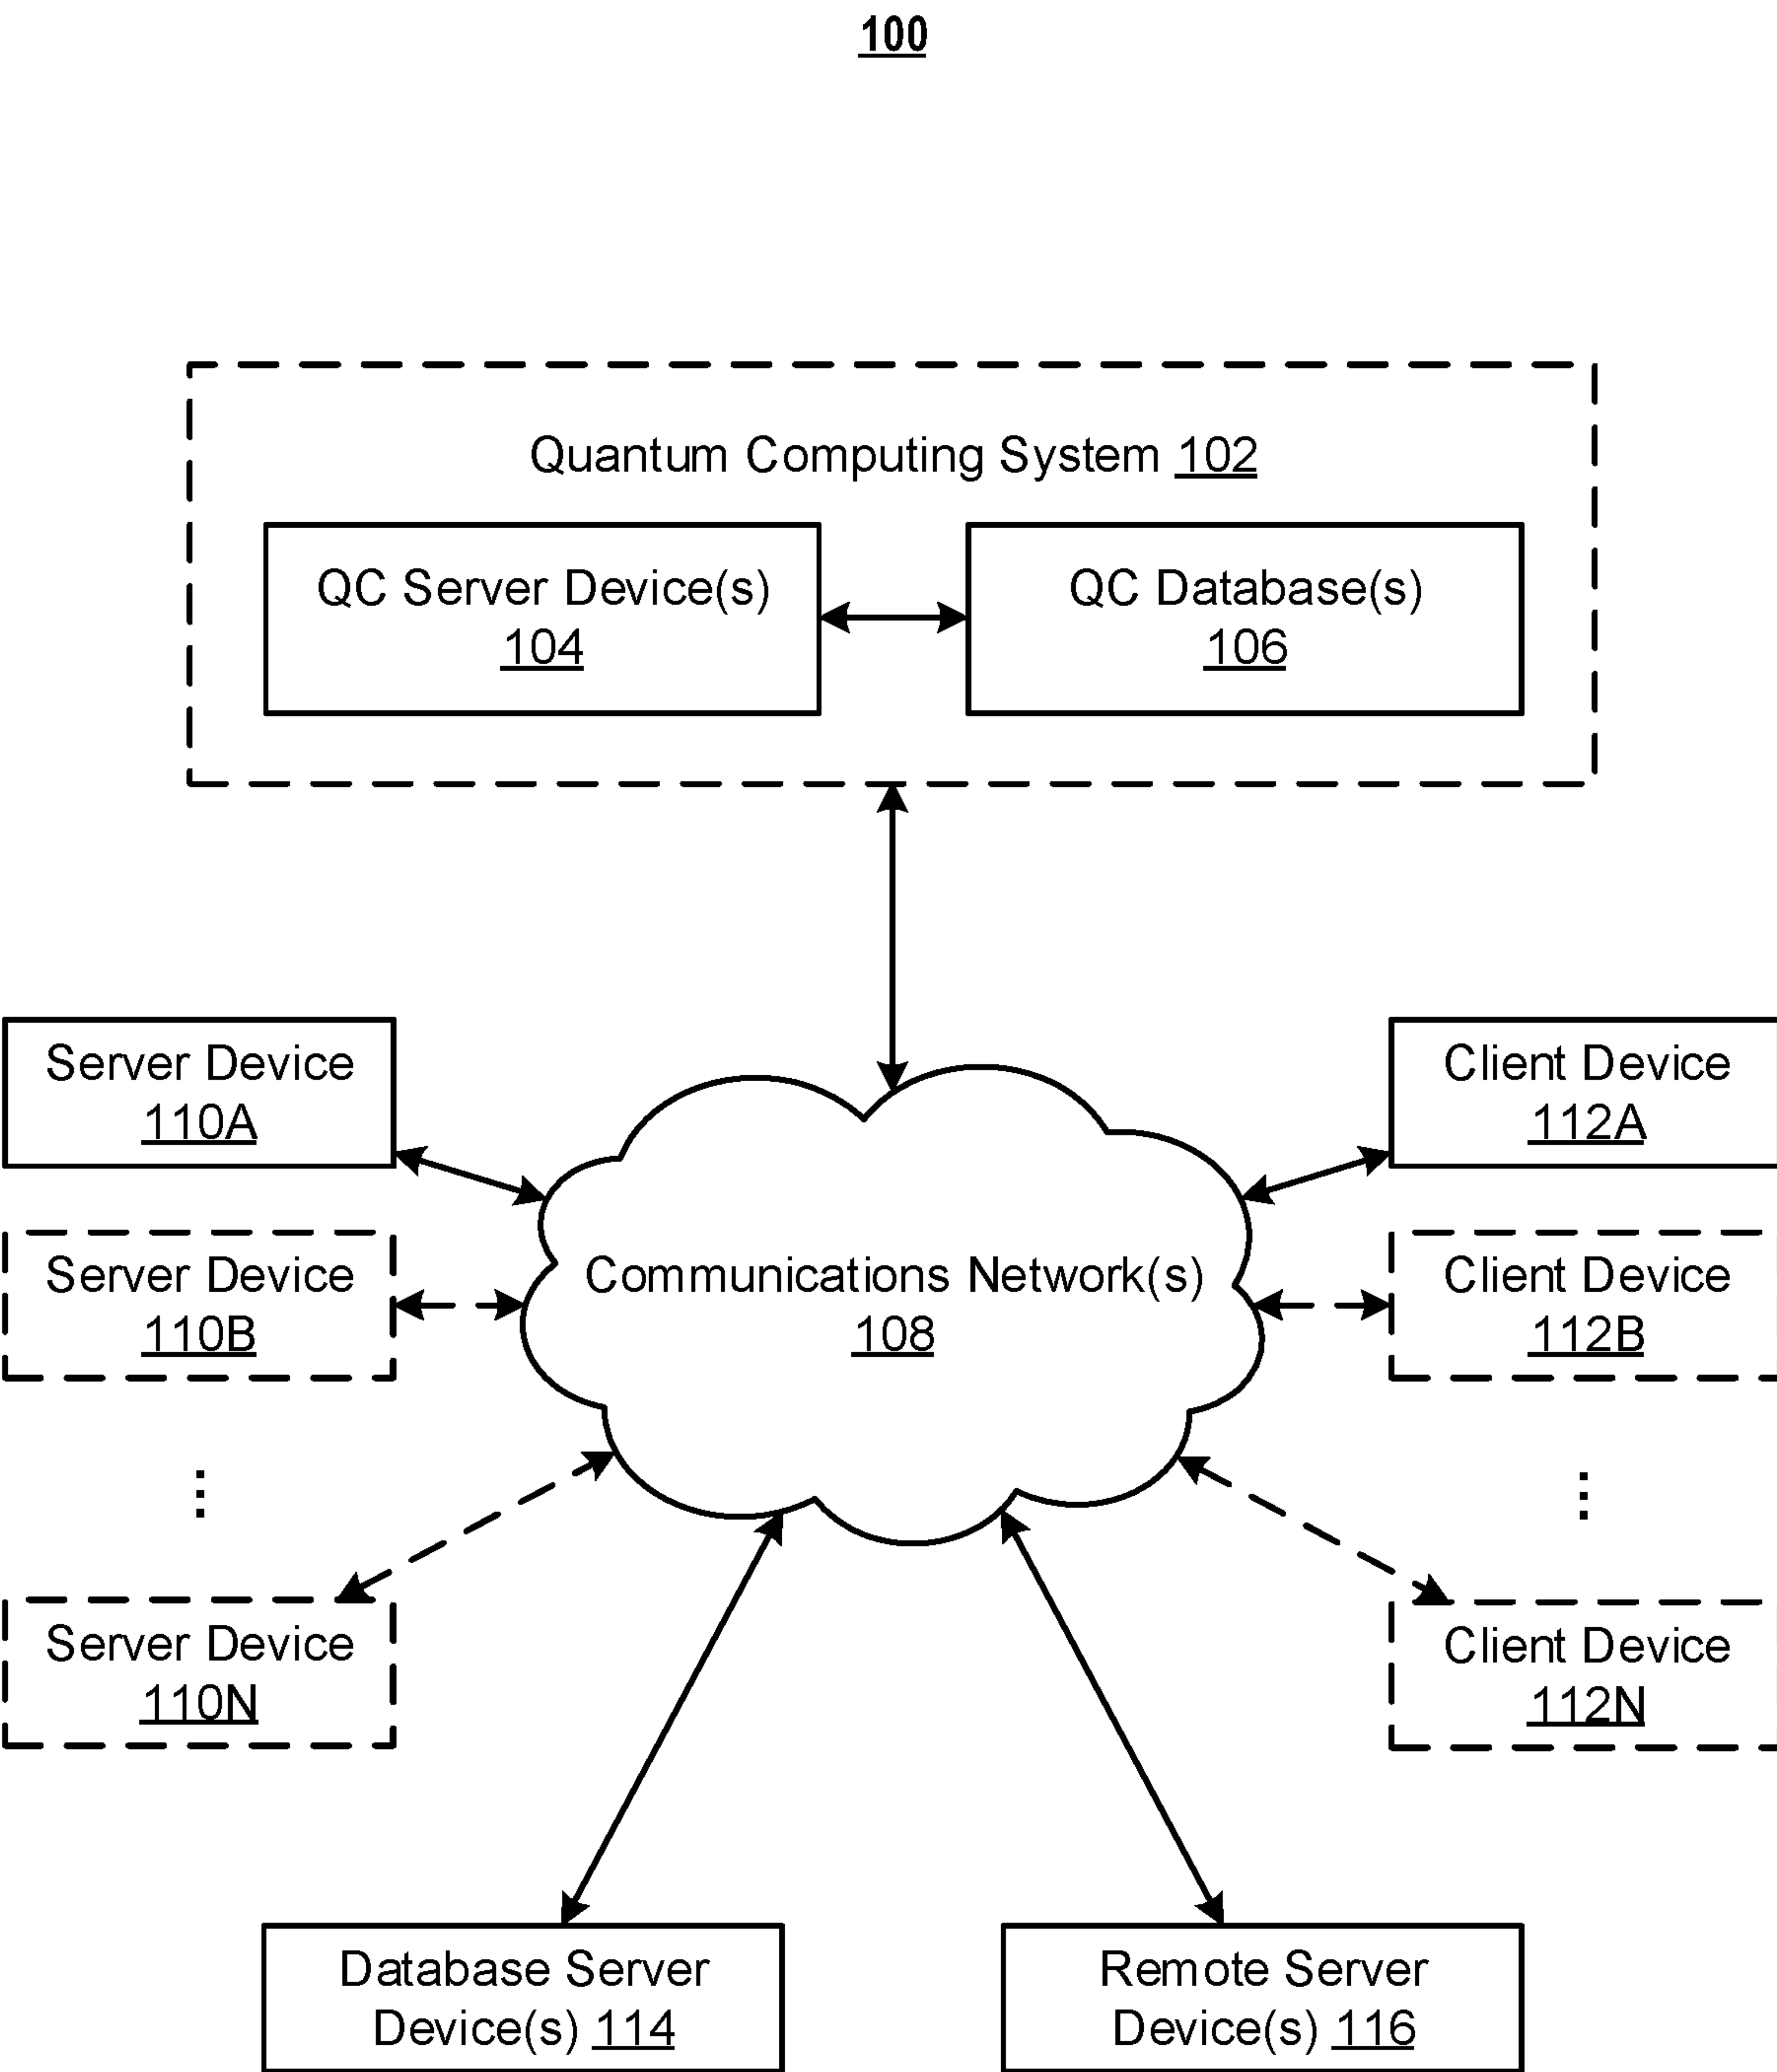 100
Quantum Computing System 102
QC Server Device(s)
104
QC Database(s)
106
Server Device
110A
Client Device
112A
Server Device
110B
Communications Network(s)
108
Client Device
112B
Server Device
110N
Client Device
112N
Database Server
Device(s) 114
Remote Server
Device(s) 116